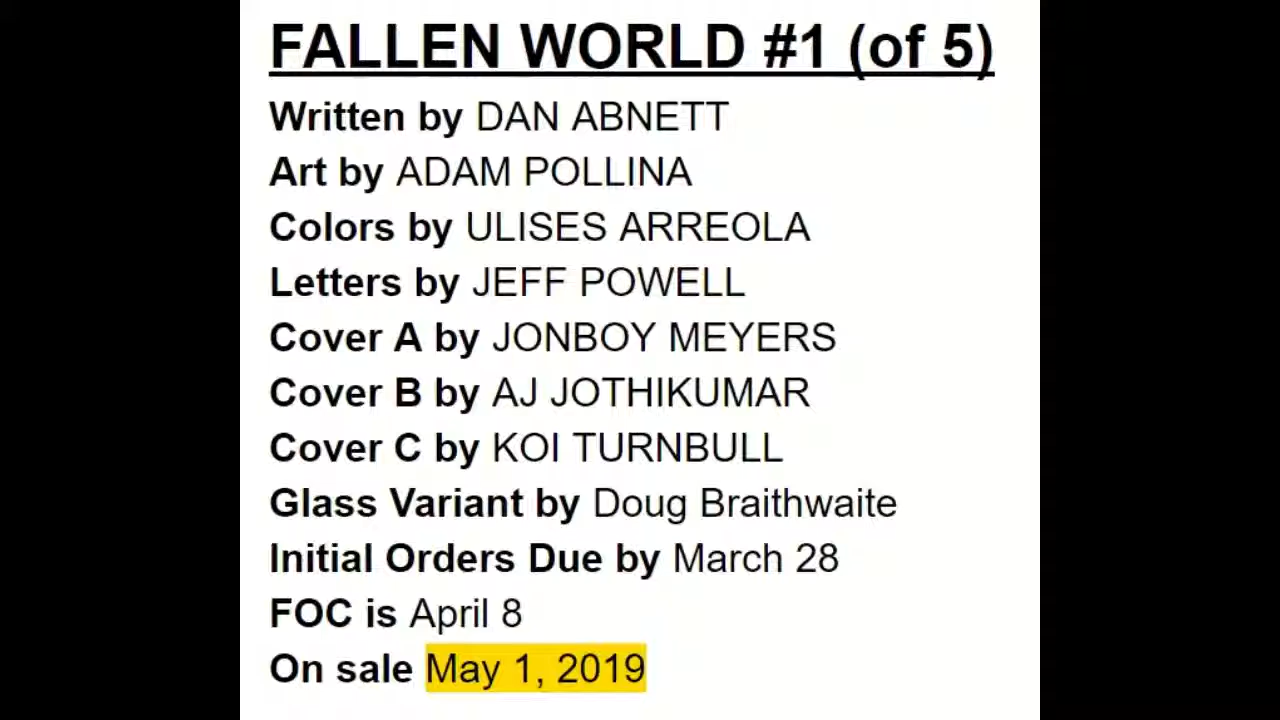 FALLEN WORLD #1 (of 5)
Written by DAN ABNETT
Art by ADAM POLLINA
Colors by ULISES ARREOLA
Letters by JEFF POWELL
Cover A by JONBOY MEYERS
Cover B by AJ JOTHIKUMAR
Cover C by KOI TURNBULL
Glass Variant by Doug Braithwaite
Initial Orders Due by March 28
FOC is April 8
On sale May 1, 2019